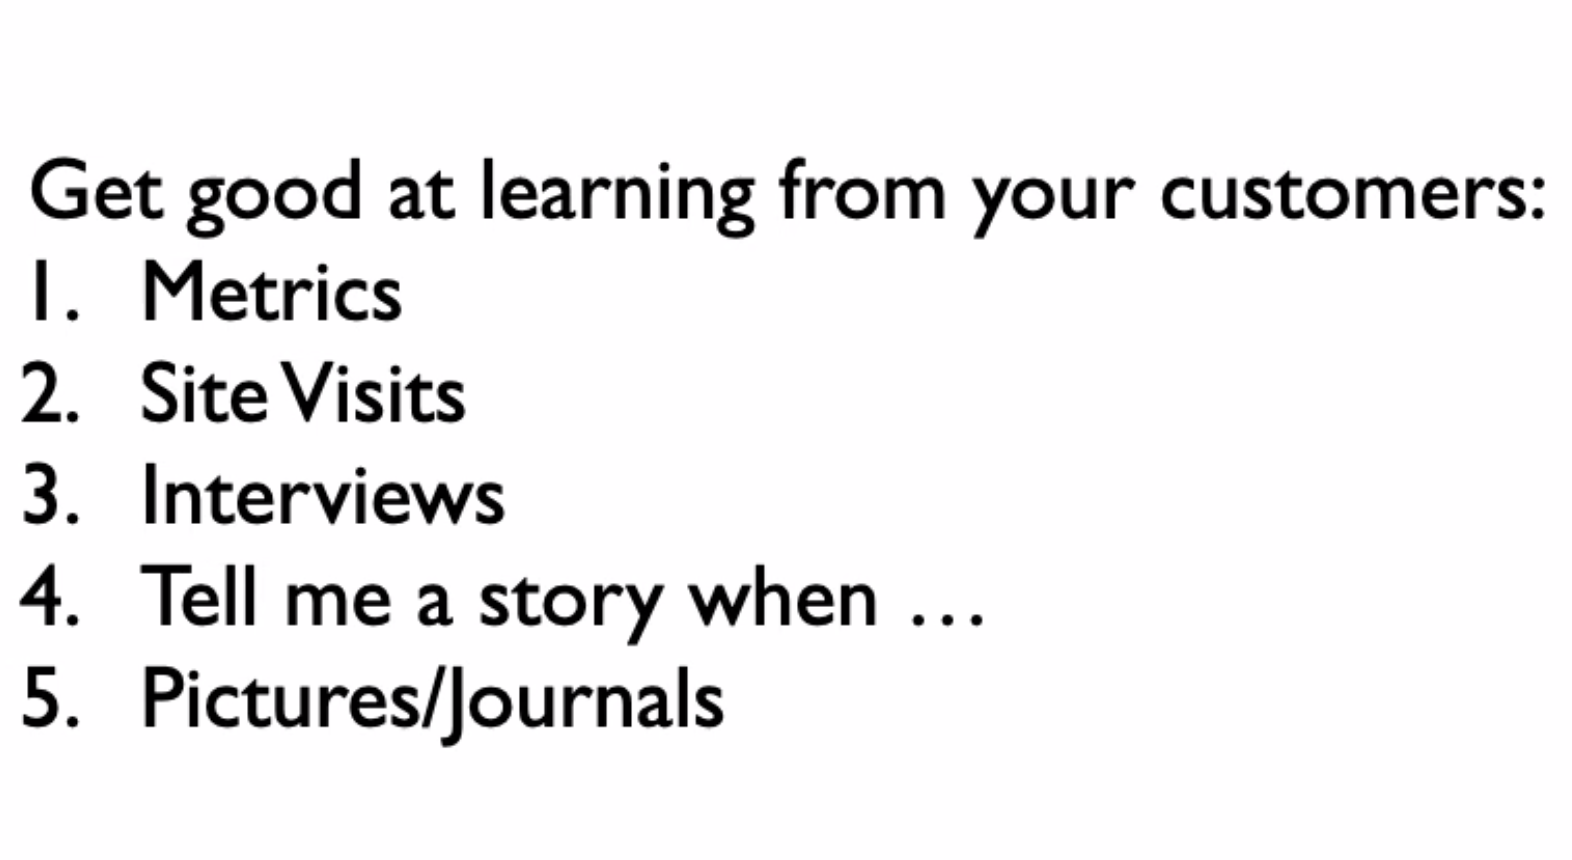 Get good at learning from your customers:
1. Metrics
2. Site Visits
3. Interviews
4. Tell me a story when …
5. Pictures/Journals